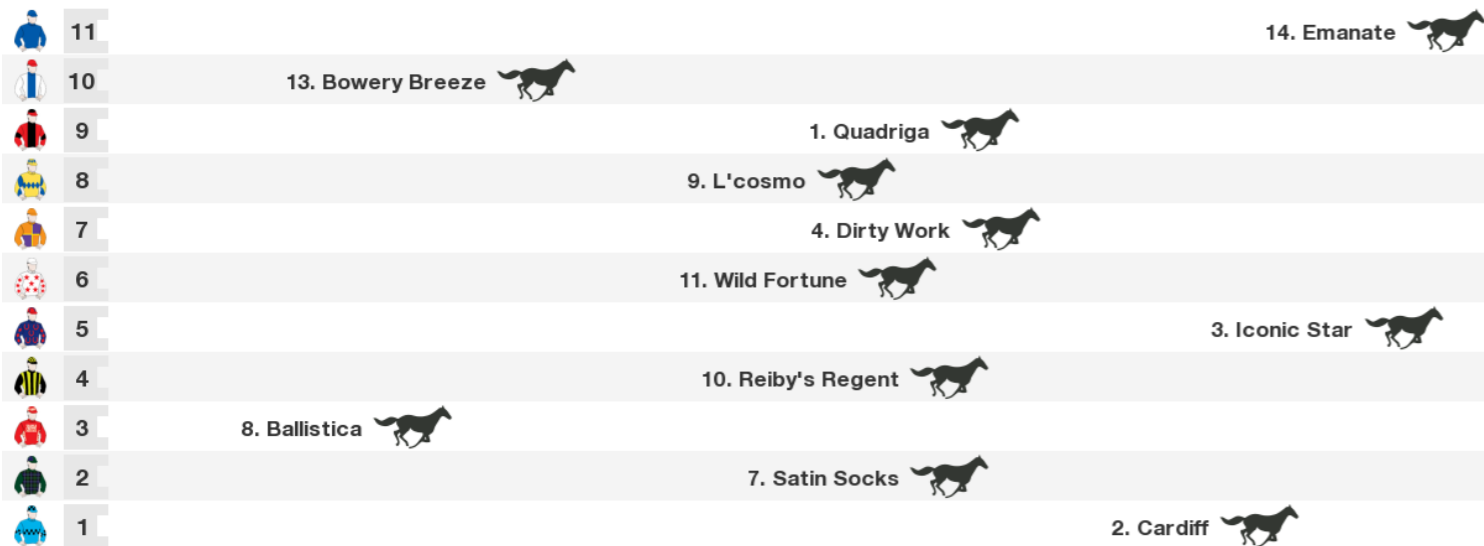 11 14. Emanate
10 13. Bowery Breeze
9 1. Quadriga
8 9. L'cosmo
7 4. Dirty Work
6 11. Wild Fortune
5 3. Iconic Star
4 10. Reiby's Regent
3 8. Ballistica
2 7. Satin Socks
1 2. Cardiff